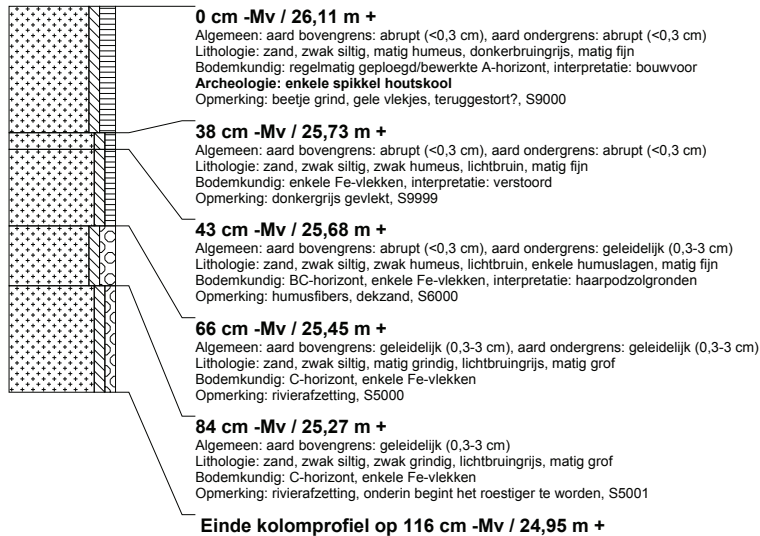 0 cm -Mv / 26,11 m +
Algemeen: aard bovengrens: abrupt (<0,3 cm), aard ondergrens: abrupt (<0,3 cm)
Lithologie: zand, zwak siltig, matig humeus, donkerbruingrijs, matig fijn
Bodemkundig: regelmatig geploegd/bewerkte A-horizont, interpretatie: bouwvoor
Archeologie: enkele spikkel houtskool
Opmerking: beetje grind, gele vlekjes, teruggestort?, S9000
38 cm -Mv / 25,73 m +
Algemeen: aard bovengrens: abrupt (<0,3 cm), aard ondergrens: abrupt (<0,3 cm)
Lithologie: zand, zwak siltig, zwak humeus, lichtbruin, matig fijn
Bodemkundig: enkele Fe-vlekken, interpretatie: verstoord
Opmerking: donkergrijs gevlekt, S9999
43 cm -Mv / 25,68 m +
Algemeen: aard bovengrens: abrupt (<0,3 cm), aard ondergrens: geleidelijk (0,3-3 cm)
Lithologie: zand, zwak siltig, zwak humeus, lichtbruin, enkele humuslagen, matig fijn
Bodemkundig: BC-horizont, enkele Fe-vlekken, interpretatie: haarpodzolgronden
Opmerking: humusfibers, dekzand, S6000
66 cm -Mv / 25,45 m +
Algemeen: aard bovengrens: geleidelijk (0,3-3 cm), aard ondergrens: geleidelijk (0,3-3 cm)
Lithologie: zand, zwak siltig, matig grindig, lichtbruingrijs, matig grof
Bodemkundig: C-horizont, enkele Fe-vlekken
Opmerking: rivierafzetting, S5000
84 cm -Mv / 25,27 m +
Algemeen: aard bovengrens: geleidelijk (0,3-3 cm)
Lithologie: zand, zwak siltig, zwak grindig, lichtbruingrijs, matig grof
Bodemkundig: C-horizont, enkele Fe-vlekken
Opmerking: rivierafzetting, onderin begint het roestiger te worden, S5001
Einde kolomprofiel op 116 cm -Mv / 24,95 m +